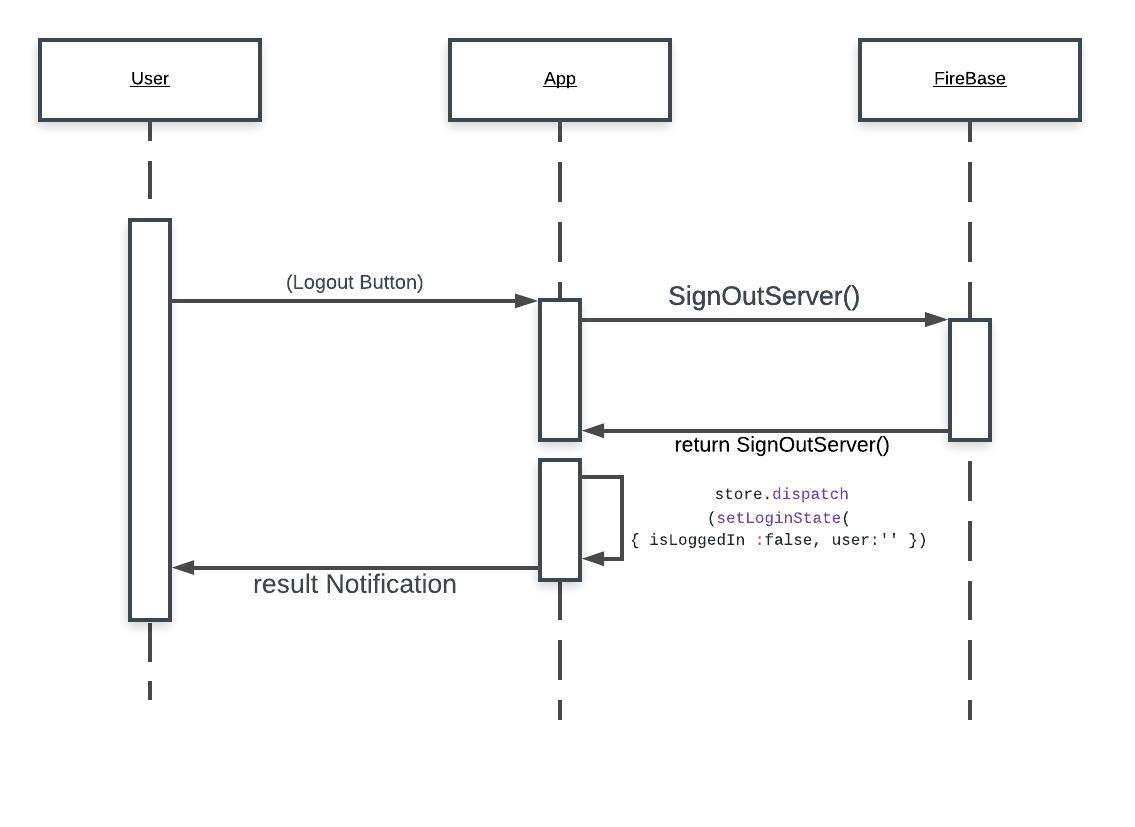 User
App
FireBase
(Logout Button)
SignOutServer()
return SignOutServer()
store.dispatch
(setLoginState(
{ isLoggedIn :false, user:'' })
result Notification